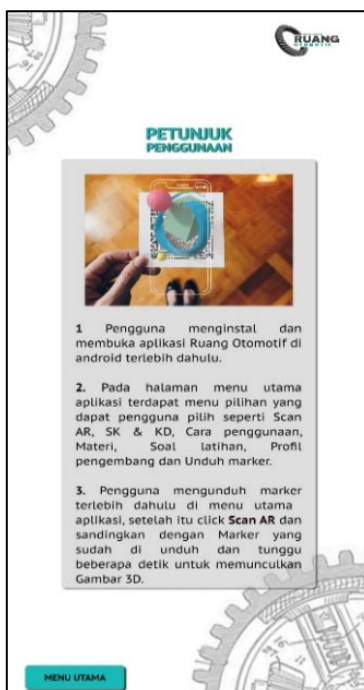 RUANG
OTOMOTIF
PETUNJUK
PENGGUNAAN
1 Pengguna menginstal dan
membuka aplikasi Ruang Otomotif di
android terlebih dahulu.
2. Pada halaman menu utama
aplikasi terdapat menu pilihan yang
dapat pengguna pilih seperti Scan
AR, SK & KD, Cara penggunaan,
Materi, Soal latihan, Profil
pengembang dan Unduh marker.
3. Pengguna mengunduh marker
terlebih dahulu di menu utama
aplikasi, setelah itu click Scan AR dan
sandingkan dengan Marker yang
sudah di unduh dan tunggu
beberapa detik untuk memunculkan
Gambar 3D.
MENU UTAMA